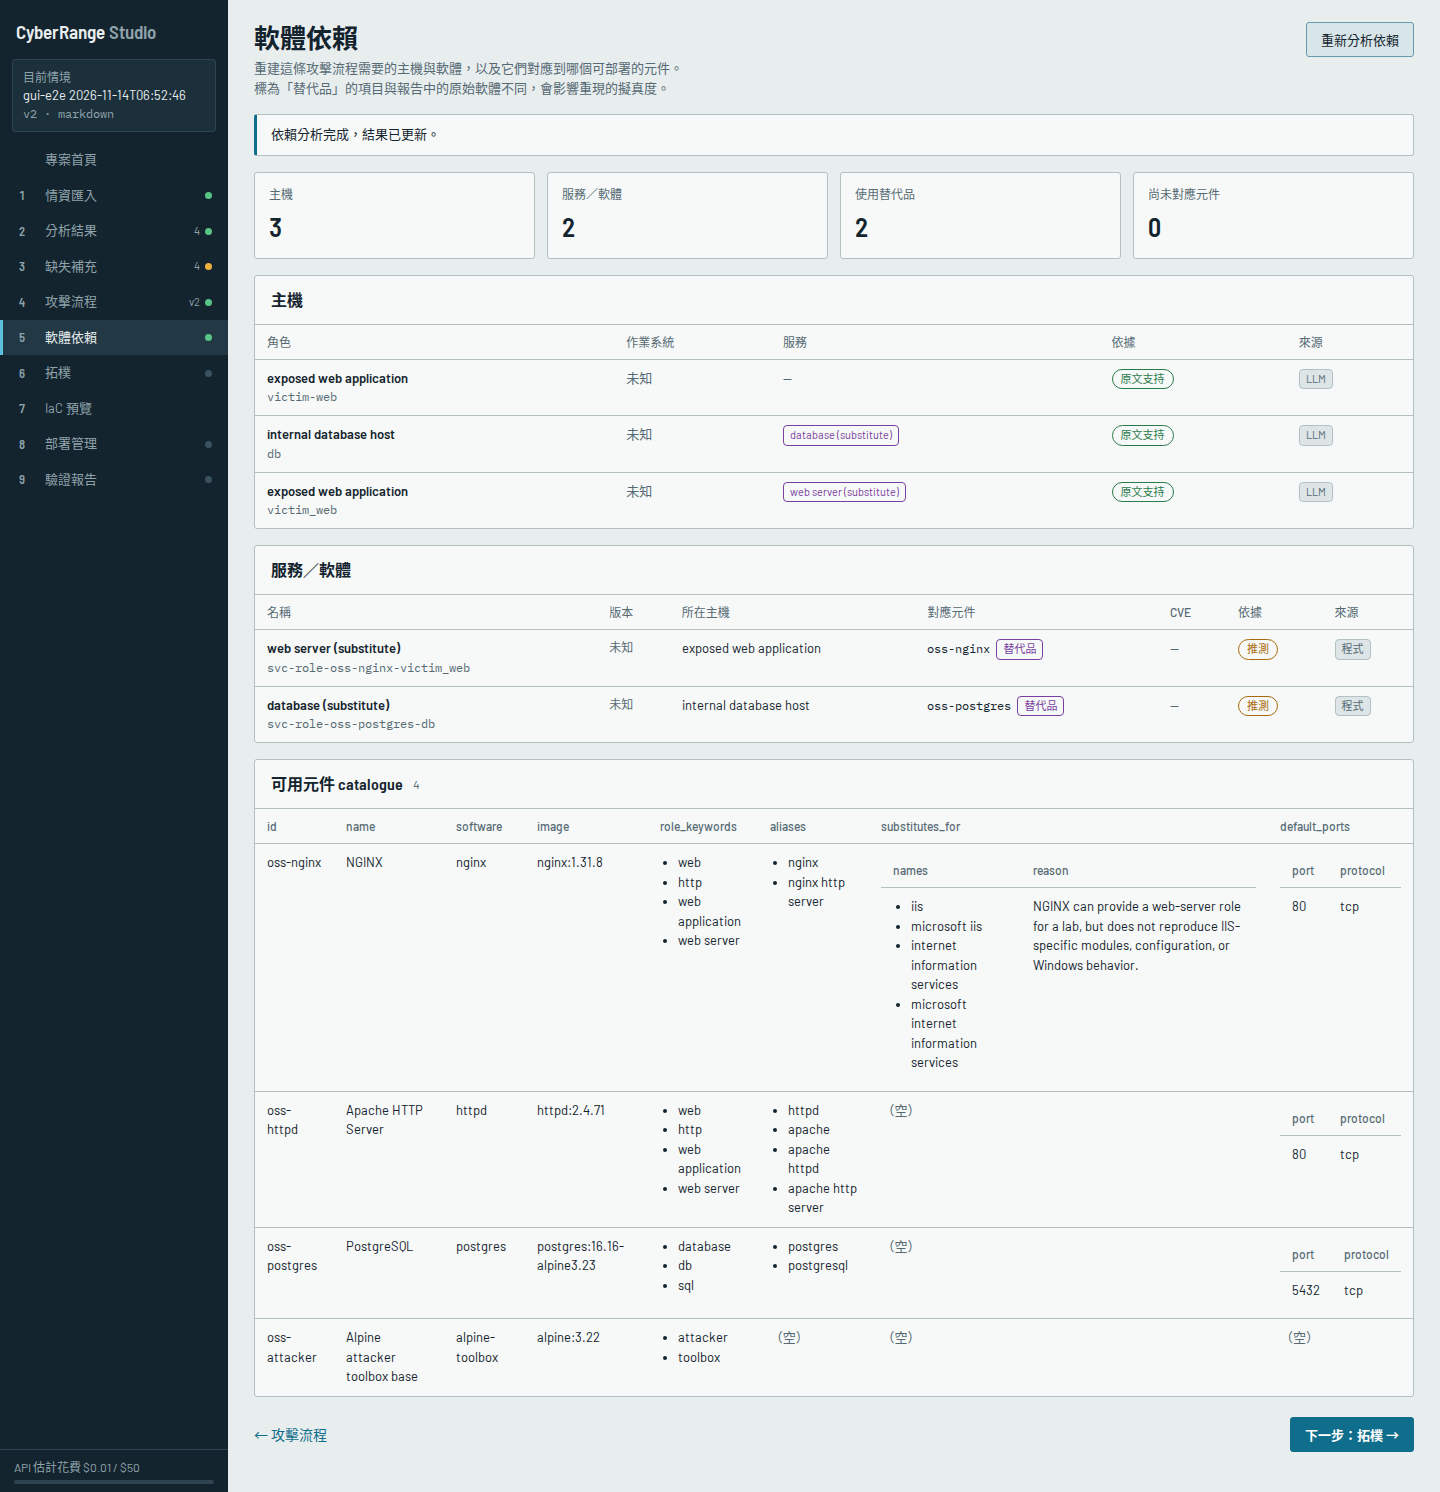 CyberRange Studio
目前情境
gui-e2e 2026-11-14T06:52:46
v2 · markdown
專案首頁
1 情資匯入
2 分析結果 4
3 缺失補充 4
4 攻擊流程 v2
5 軟體依賴
6 拓樸
7 IaC 預覽
8 部署管理
9 驗證報告
API 估計花費 $0.01 / $50
軟體依賴
重新分析依賴
重建這條攻擊流程需要的主機與軟體，以及它們對應到哪個可部署的元件。
標為「替代品」的項目與報告中的原始軟體不同，會影響重現的擬真度。
依賴分析完成，結果已更新。
主機 服務／軟體 使用替代品 尚未對應元件
3 2 2 0
主機
角色 作業系統 服務 依據 來源
exposed web application 未知 — 原文支持 LLM
victim-web
internal database host 未知 database (substitute) 原文支持 LLM
db
exposed web application 未知 web server (substitute) 原文支持 LLM
victim_web
服務／軟體
名稱 版本 所在主機 對應元件 CVE 依據 來源
web server (substitute) 未知 exposed web application oss-nginx 替代品 — 推測 程式
svc-role-oss-nginx-victim_web
database (substitute) 未知 internal database host oss-postgres 替代品 — 推測 程式
svc-role-oss-postgres-db
可用元件 catalogue 4
id name software image role_keywords aliases substitutes_for default_ports
oss-nginx NGINX nginx nginx:1.31.8
• web
• http
• web
application
• web server
• nginx
• nginx http
server
names reason
• iis
• microsoft iis
• internet
information
services
• microsoft
internet
information
services
NGINX can provide a web-server role
for a lab, but does not reproduce IIS-
specific modules, configuration, or
Windows behavior.
port protocol
80 tcp
oss-
httpd
Apache HTTP
Server
httpd httpd:2.4.71
• web
• http
• web
application
• web server
• httpd
• apache
• apache
httpd
• apache http
server
（空）
port protocol
80 tcp
oss-
postgres
PostgreSQL postgres
postgres:16.16-
alpine3.23
• database
• db
• sql
• postgres
• postgresql
（空）
port protocol
5432 tcp
oss-
attacker
Alpine
attacker
toolbox base
alpine-
toolbox
alpine:3.22
• attacker
• toolbox
（空） （空） （空）
← 攻擊流程
下一步：拓樸 →